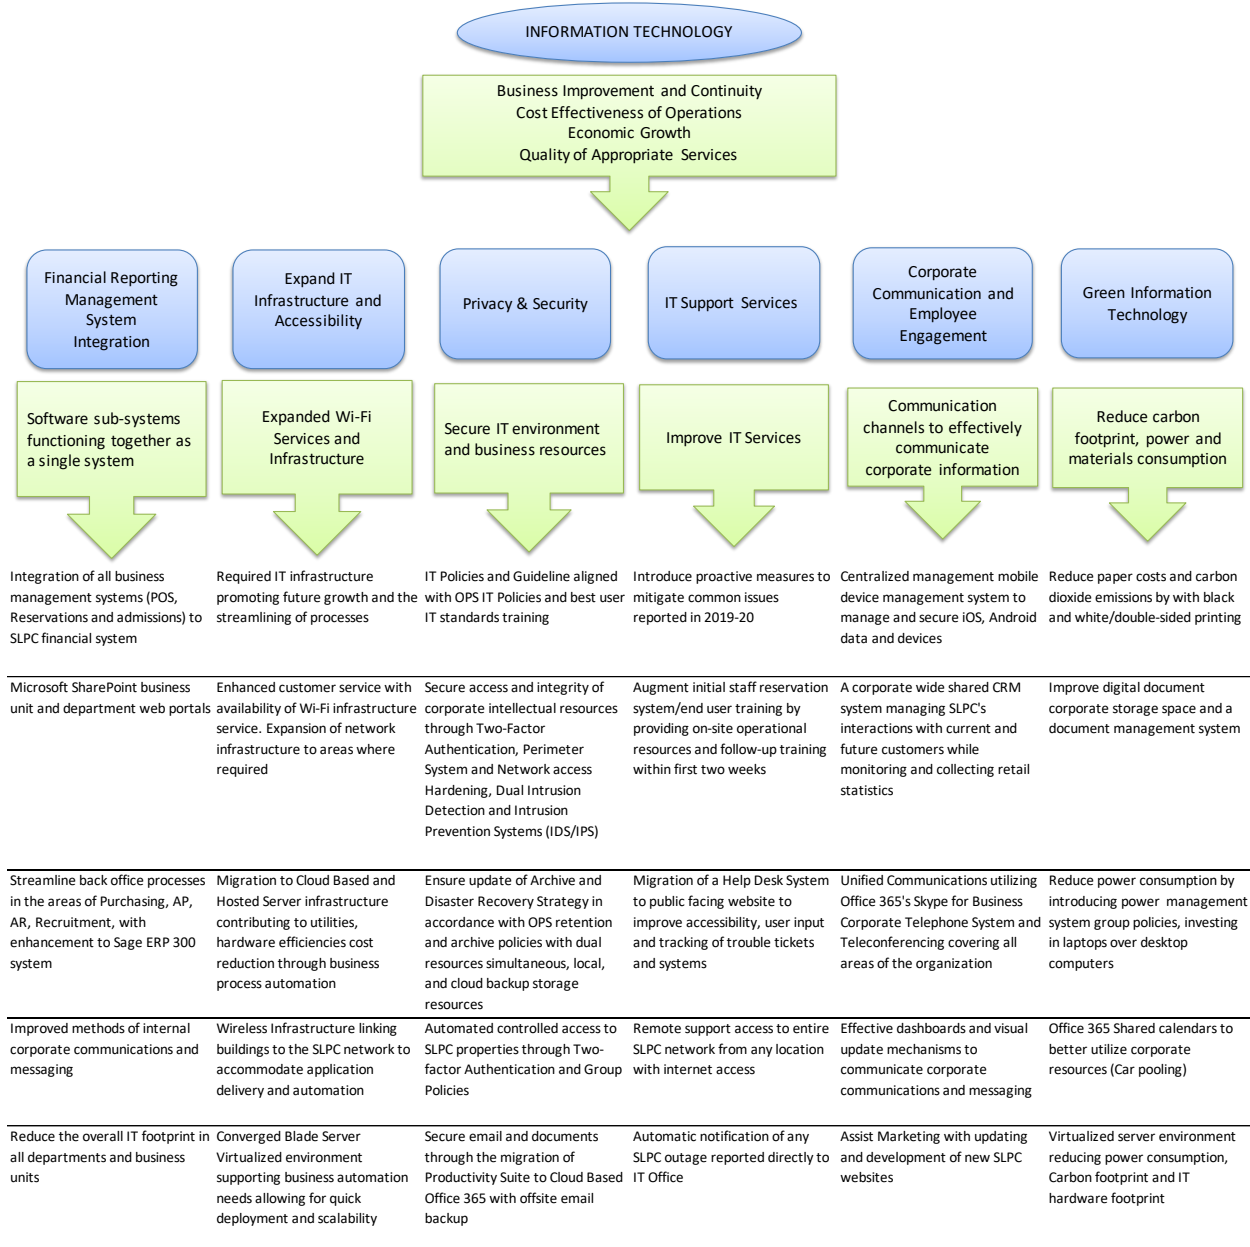 INFORMATION TECHNOLOGY
Business Improvement and Continuity
Cost Effectiveness of Operations
Economic Growth
Quality of Appropriate Services
Financial Reporting
Management
System
Integration
Expand IT
Infrastructure and
Accessibility
Privacy & Security
IT Support Services
Corporate
Communication and
Employee
Engagement
Green Information
Technology
Software sub-systems
functioning together as
a single system
Expanded Wi-Fi
Services and
Infrastructure
Secure IT environment
and business resources
Improve IT Services
Communication
channels to effectively
communicate
corporate information
Reduce carbon
footprint, power and
materials consumption
Integration of all business
management systems (POS,
Reservations and admissions) to
SLPC financial system
Required IT infrastructure
promoting future growth and the
streamlining of processes
IT Policies and Guideline aligned
with OPS IT Policies and best user
IT standards training
Introduce proactive measures to
mitigate common issues
reported in 2019-20
Centralized management mobile
device management system to
manage and secure iOS, Android
data and devices
Reduce paper costs and carbon
dioxide emissions by with black
and white/double-sided printing
Microsoft SharePoint business
unit and department web portals
Enhanced customer service with
availability of Wi-Fi infrastructure
service. Expansion of network
infrastructure to areas where
required
Secure access and integrity of
corporate intellectual resources
through Two-Factor
Authentication, Perimeter
System and Network access
Hardening, Dual Intrusion
Detection and Intrusion
Prevention Systems (IDS/IPS)
Augment initial staff reservation
system/end user training by
providing on-site operational
resources and follow-up training
within first two weeks
A corporate wide shared CRM
system managing SLPC's
interactions with current and
future customers while
monitoring and collecting retail
statistics
Improve digital document
corporate storage space and a
document management system
Streamline back office processes
in the areas of Purchasing, AP,
AR, Recruitment, with
enhancement to Sage ERP 300
system
Migration to Cloud Based and
Hosted Server infrastructure
contributing to utilities,
hardware efficiencies cost
reduction through business
process automation
Ensure update of Archive and
Disaster Recovery Strategy in
accordance with OPS retention
and archive policies with dual
resources simultaneous, local,
and cloud backup storage
resources
Migration of a Help Desk System
to public facing website to
improve accessibility, user input
and tracking of trouble tickets
and systems
Unified Communications utilizing
Office 365's Skype for Business
Corporate Telephone System and
Teleconferencing covering all
areas of the organization
Reduce power consumption by
introducing power management
system group policies, investing
in laptops over desktop
computers
Improved methods of internal
corporate communications and
messaging
Wireless Infrastructure linking
buildings to the SLPC network to
accommodate application
delivery and automation
Automated controlled access to
SLPC properties through Two-
factor Authentication and Group
Policies
Remote support access to entire
SLPC network from any location
with internet access
Effective dashboards and visual
update mechanisms to
communicate corporate
communications and messaging
Office 365 Shared calendars to
better utilize corporate
resources (Car pooling)
Reduce the overall IT footprint in
all departments and business
units
Converged Blade Server
Virtualized environment
supporting business automation
needs allowing for quick
deployment and scalability
Secure email and documents
through the migration of
Productivity Suite to Cloud Based
Office 365 with offsite email
backup
Automatic notification of any
SLPC outage reported directly to
IT Office
Assist Marketing with updating
and development of new SLPC
websites
Virtualized server environment
reducing power consumption,
Carbon footprint and IT
hardware footprint